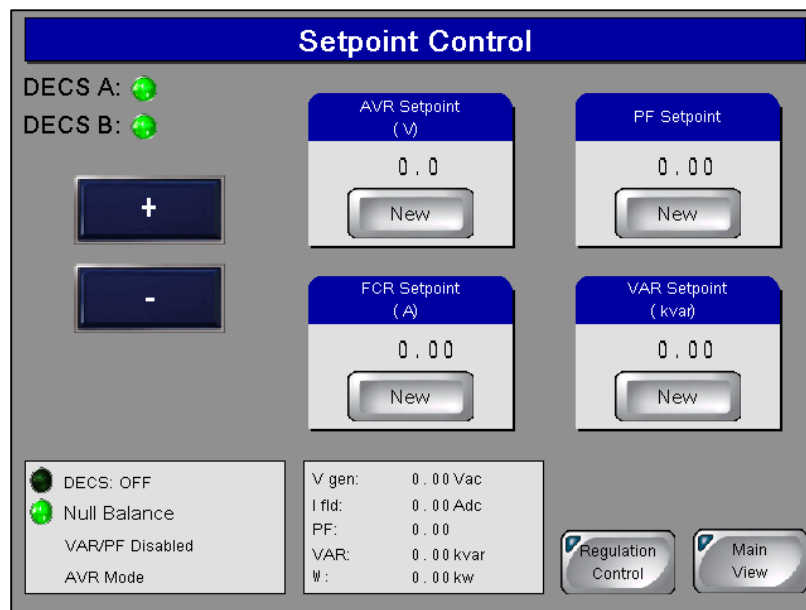 Setpoint Control
DECS A:
DECS B:
+
-
AVR Setpoint
( V)
0.0
New
PF Setpoint
0.00
New
FCR Setpoint
( A)
0.00
New
VAR Setpoint
( kvar)
0.00
New
DECS: OFF
Null Balance
VAR/PF Disabled
AVR Mode
V gen: 0.00 Vac
I fld: 0.00 Adc
PF: 0.00
VAR: 0.00 kvar
W: 0.00 kw
Regulation
Control
Main
View